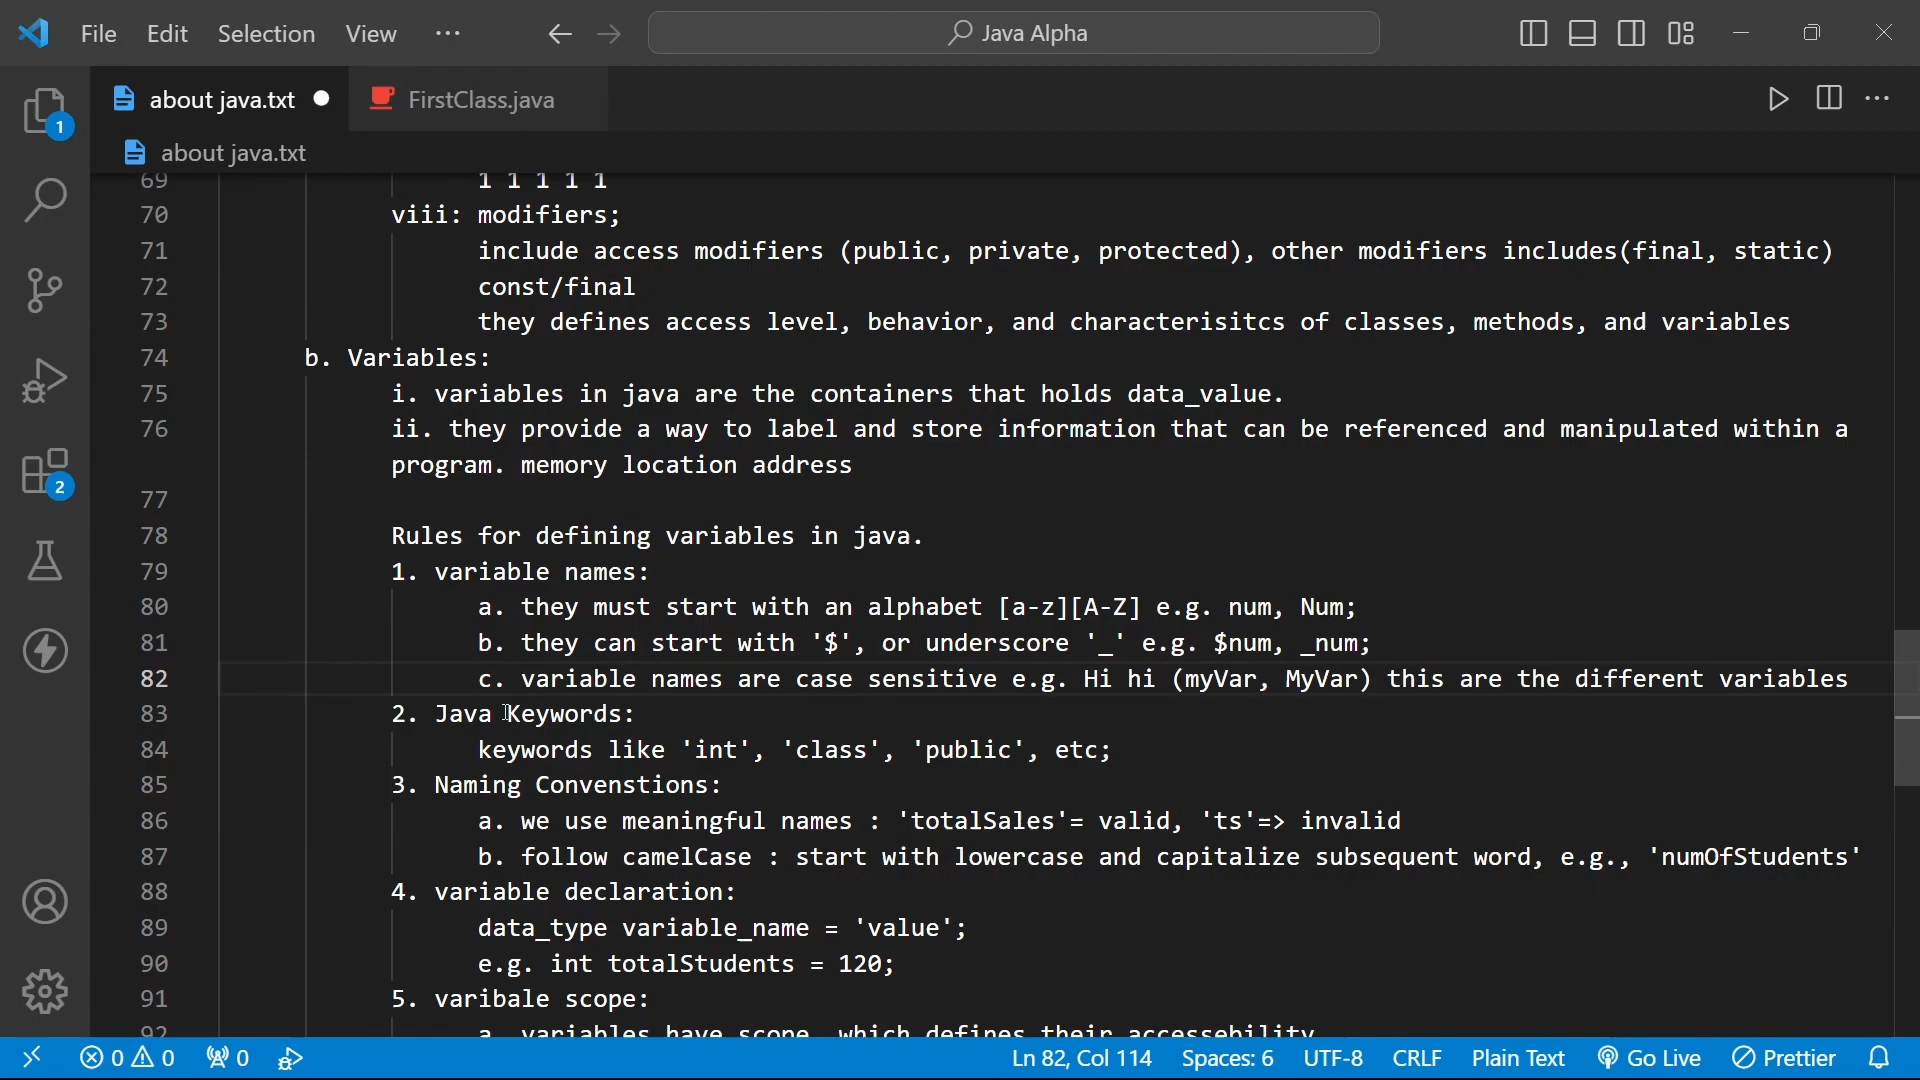 File Edit Selection View ··· Java Alpha
about java.txt FirstClass.java
about java.txt
69 1 1 1 1 1
70 viii: modifiers;
71 include access modifiers (public, private, protected), other modifiers includes(final, static)
72 const/final
73 they defines access level, behavior, and characterisitcs of classes, methods, and variables
74 b. Variables:
75 i. variables in java are the containers that holds data_value.
76 ii. they provide a way to label and store information that can be referenced and manipulated within a
program. memory location address
77
78 Rules for defining variables in java.
79 1. variable names:
80 a. they must start with an alphabet [a-z][A-Z] e.g. num, Num;
81 b. they can start with '$', or underscore '_' e.g. $num, _num;
82 c. variable names are case sensitive e.g. Hi hi (myVar, MyVar) this are the different variables
83 2. Java Keywords:
84 keywords like 'int', 'class', 'public', etc;
85 3. Naming Convenstions:
86 a. we use meaningful names : 'totalSales'= valid, 'ts'=> invalid
87 b. follow camelCase : start with lowercase and capitalize subsequent word, e.g., 'numOfStudents'
88 4. variable declaration:
89 data_type variable_name = 'value';
90 e.g. int totalStudents = 120;
91 5. varibale scope:
92 a. variables have scope, which defines their accessebility
1
2
0 0 0 Ln 82, Col 114 Spaces: 6 UTF-8 CRLF Plain Text Go Live Prettier